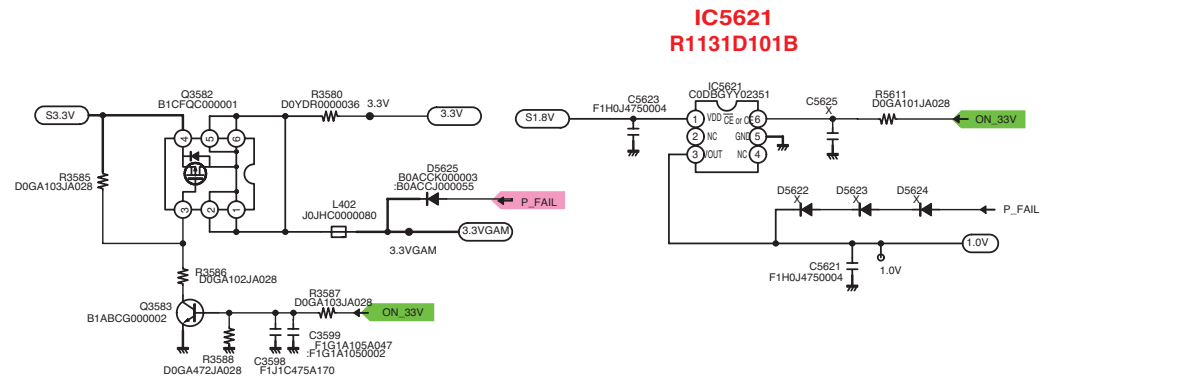 IC5621
R1131D101B
Q3582
B1CFQC000001
R3580
D0YDR0000036
3.3V
S3.3V
3.3V
4
5
6
R3585
D0GA103JA028
3
2
1
D5625
B0ACCK000003
:B0ACCJ000055
P_FAIL
L402
J0JHC0000080
3.3VGAM
3.3VGAM
R3586
D0GA102JA028
Q3583
B1ABCG000002
R3587
D0GA103JA028
ON_33V
R3588
D0GA472JA028
C3598
F1J1C475A170
C3599
F1G1A105A047
:F1G1A1050002
IC5621
C0DBGYY02351
S1.8V
C5623
F1H0J4750004
1 VDD CE or CE 6
2 NC GND 5
3 VOUT NC 4
C5625
X
R5611
D0GA101JA028
ON_33V
D5622
X
D5623
X
D5624
X
P_FAIL
1.0V
C5621
F1H0J4750004
1.0V